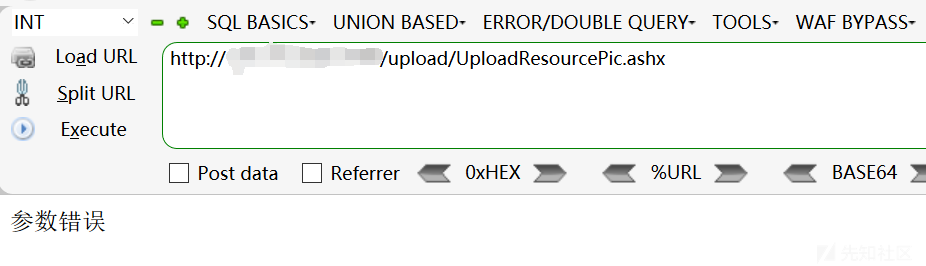 INT SQL BASICS UNION BASED ERROR/DOUBLE QUERY TOOLS WAF BYPASS
Load URL http:// /upload/UploadResourcePic.ashx
Split URL
Execute
Post data Referrer 0xHEX %URL BASE64
参数错误
先知社区